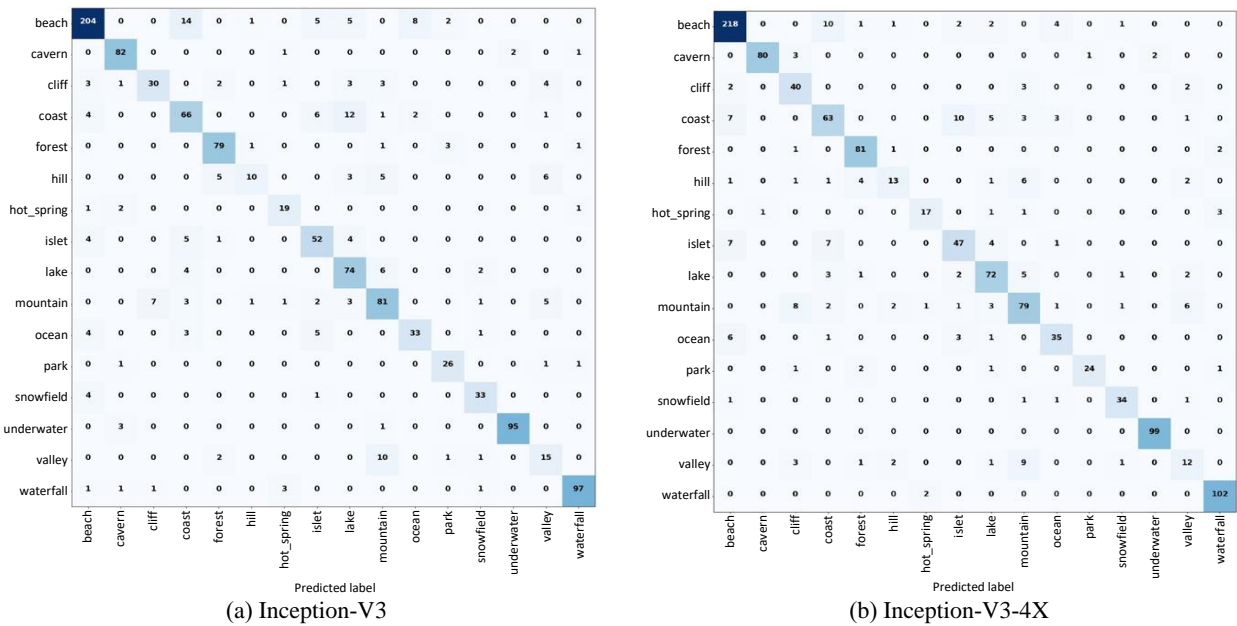 beach 204 0 0 14 0 1 0 5 5 0 8 2 0 0 0 0
cavern 0 82 0 0 0 0 1 0 0 0 0 0 0 2 0 1
cliff 3 1 30 0 2 0 1 0 3 3 0 0 0 0 4 0
coast 4 0 0 66 0 0 0 6 12 1 2 0 0 0 1 0
forest 0 0 0 0 79 1 0 0 0 1 0 3 0 0 0 1
hill 0 0 0 0 5 10 0 0 3 5 0 0 0 0 6 0
hot_spring 1 2 0 0 0 0 19 0 0 0 0 0 0 0 0 1
islet 4 0 0 5 1 0 0 52 4 0 0 0 0 0 0 0
lake 0 0 0 4 0 0 0 0 74 6 0 0 2 0 0 0
mountain 0 0 7 3 0 1 1 2 3 81 0 0 1 0 5 0
ocean 4 0 0 3 0 0 0 5 0 0 33 0 1 0 0 0
park 0 1 0 0 0 0 0 0 0 0 0 26 0 0 1 1
snowfield 4 0 0 0 0 0 0 1 0 0 0 0 33 0 0 0
underwater 0 3 0 0 0 0 0 0 0 1 0 0 0 95 0 0
valley 0 0 0 0 2 0 0 0 0 10 0 1 1 0 15 0
waterfall 1 1 1 0 0 0 3 0 0 0 0 0 1 0 0 97
beach cavern cliff coast forest hill hot_spring islet lake mountain ocean park snowfield underwater valley waterfall
Predicted label
(a) Inception-V3
beach 218 0 0 10 1 1 0 2 2 0 4 0 1 0 0 0
cavern 0 80 3 0 0 0 0 0 0 0 0 1 0 2 0 0
cliff 2 0 40 0 0 0 0 0 0 3 0 0 0 0 2 0
coast 7 0 0 63 0 0 0 10 5 3 3 0 0 0 1 0
forest 0 0 1 0 81 1 0 0 0 0 0 0 0 0 0 2
hill 1 0 1 1 4 13 0 0 1 6 0 0 0 0 2 0
hot_spring 0 1 0 0 0 0 17 0 1 1 0 0 0 0 0 3
islet 7 0 0 7 0 0 0 47 4 0 1 0 0 0 0 0
lake 0 0 0 3 1 0 0 2 72 5 0 0 1 0 2 0
mountain 0 0 8 2 0 2 1 1 3 79 1 0 1 0 6 0
ocean 6 0 0 1 0 0 0 3 1 0 35 0 0 0 0 0
park 0 0 1 0 2 0 0 0 1 0 0 24 0 0 0 1
snowfield 1 0 0 0 0 0 0 0 0 1 1 0 34 0 1 0
underwater 0 0 0 0 0 0 0 0 0 0 0 0 0 99 0 0
valley 0 0 3 0 1 2 0 0 1 9 0 0 1 0 12 0
waterfall 0 0 0 0 0 0 2 0 0 0 0 0 0 0 0 102
beach cavern cliff coast forest hill hot_spring islet lake mountain ocean park snowfield underwater valley waterfall
Predicted label
(b) Inception-V3-4X